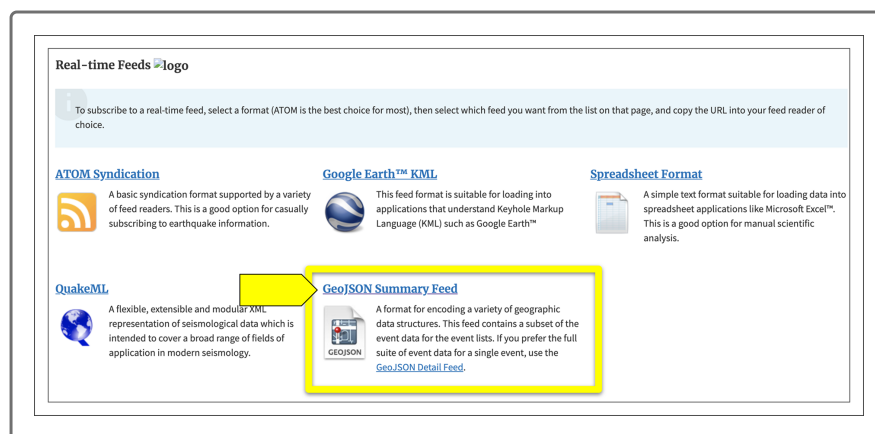 Real-time Feeds logo
i
To subscribe to a real-time feed, select a format (ATOM is the best choice for most), then select which feed you want from the list on that page, and copy the URL into your feed reader of
choice.
ATOM Syndication
A basic syndication format supported by a variety
of feed readers. This is a good option for casually
subscribing to earthquake information.
Google Earth™ KML
This feed format is suitable for loading into
applications that understand Keyhole Markup
Language (KML) such as Google Earth™
Spreadsheet Format
A simple text format suitable for loading data into
spreadsheet applications like Microsoft Excel™.
This is a good option for manual scientific
analysis.
QuakeML
A flexible, extensible and modular XML
representation of seismological data which is
intended to cover a broad range of fields of
application in modern seismology.
GeoJSON Summary Feed
GEOJSON
A format for encoding a variety of geographic
data structures. This feed contains a subset of the
event data for the event lists. If you prefer the full
suite of event data for a single event, use the
GeoJSON Detail Feed.